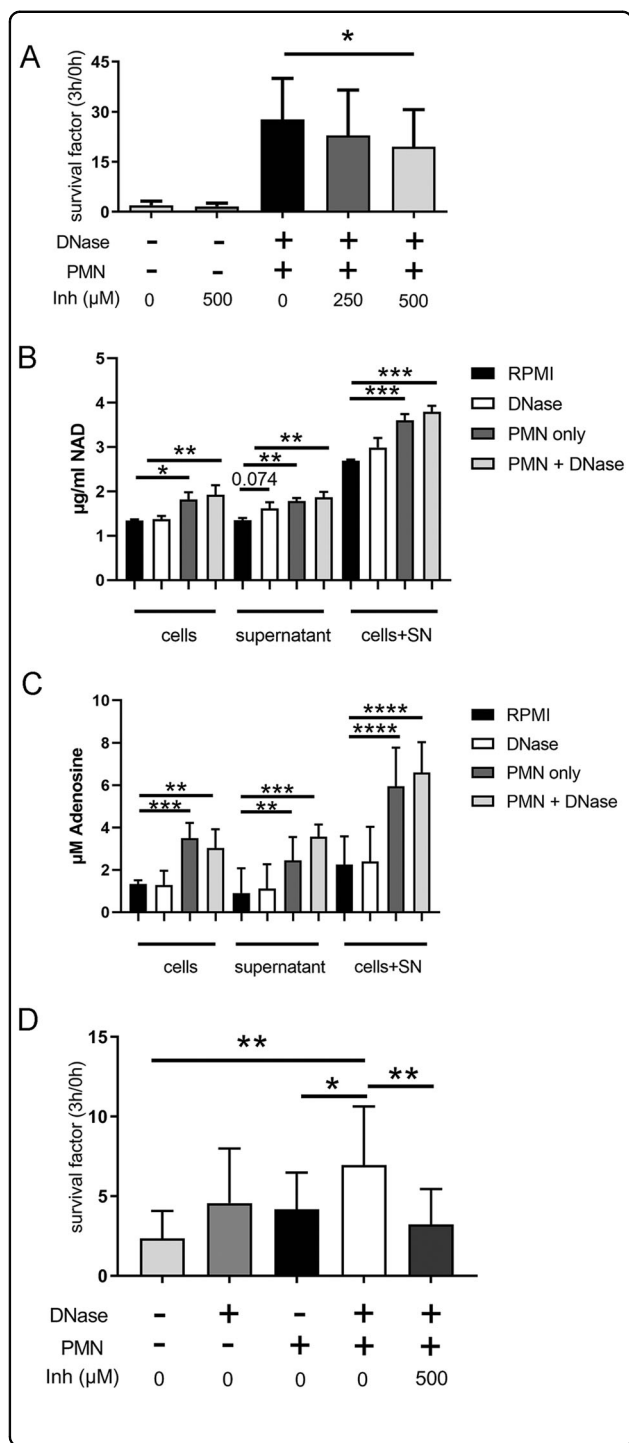 A
survival factor (3h/0h)
45
30
15
0
*
DNase - - + + +
PMN - - + + +
Inh (µM) 0 500 0 250 500
B
µg/ml NAD
5
4
3
2
1
0
*
**
0.074
**
**
***
***
cells supernatant cells+SN
RPMI
DNase
PMN only
PMN + DNase
C
µM Adenosine
10
8
6
4
2
0
***
**
**
***
****
****
cells supernatant cells+SN
RPMI
DNase
PMN only
PMN + DNase
D
survival factor (3h/0h)
15
10
5
0
**
*
**
DNase - + - + +
PMN - - + + +
Inh (µM) 0 0 0 0 500